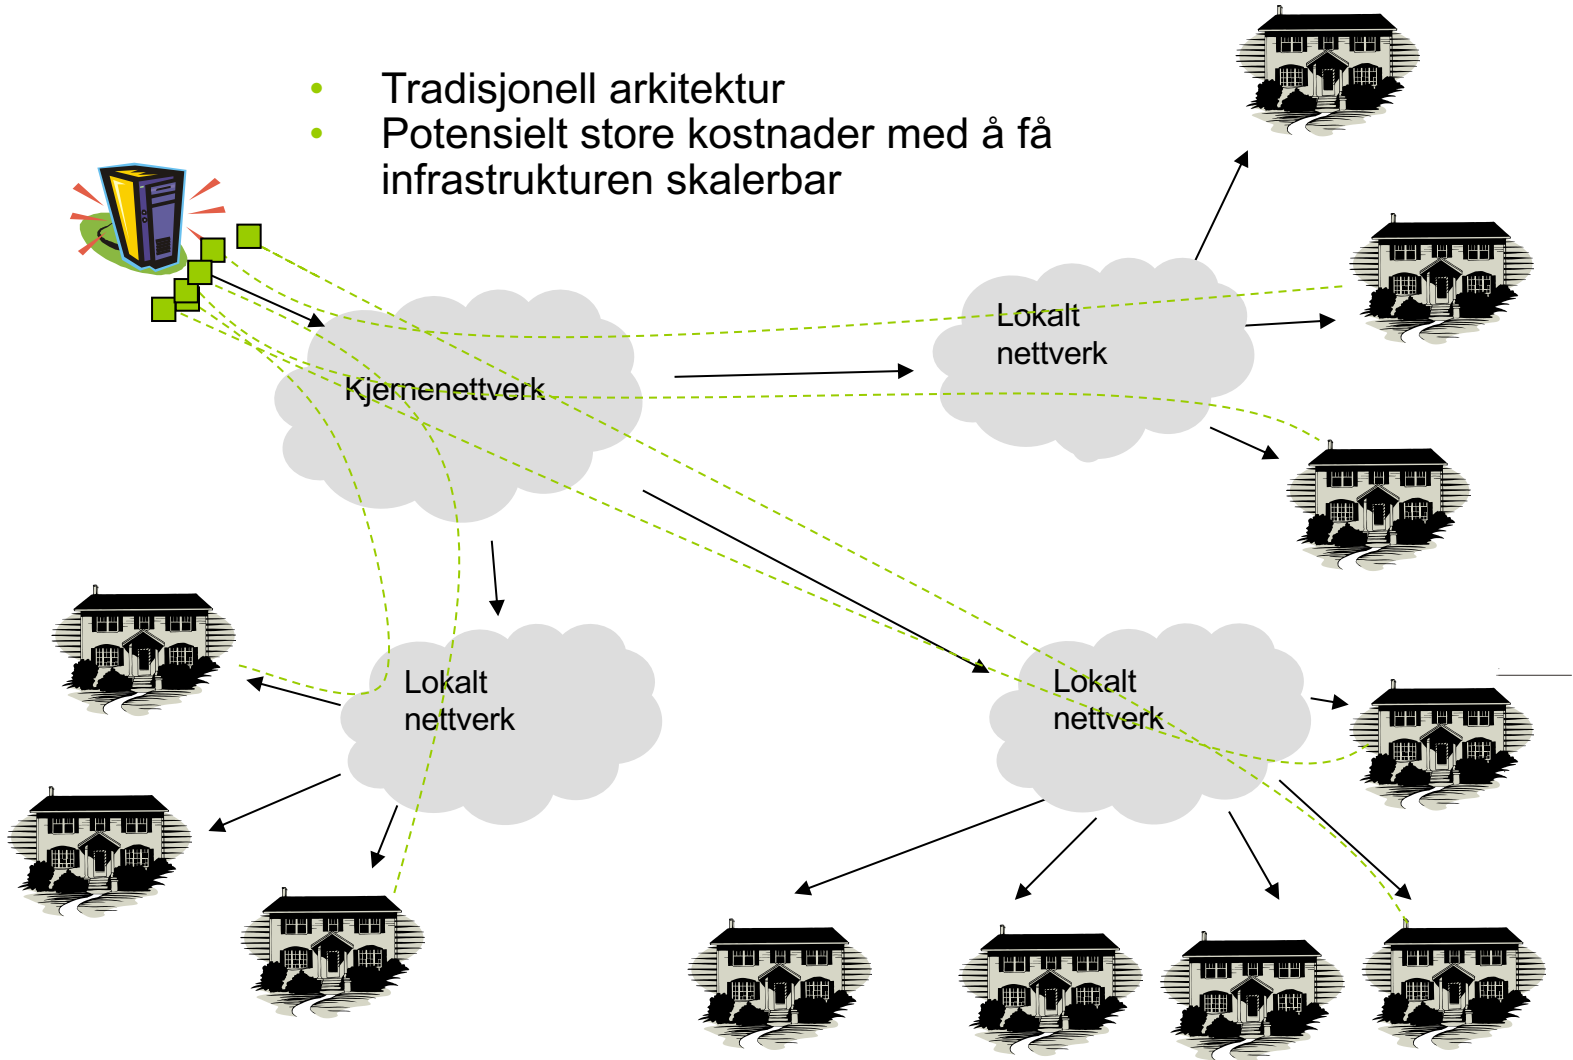 • Tradisjonell arkitektur
• Potensielt store kostnader med å få
infrastrukturen skalerbar
Lokalt
nettverk
Kjernenettverk
Lokalt
nettverk
Lokalt
nettverk